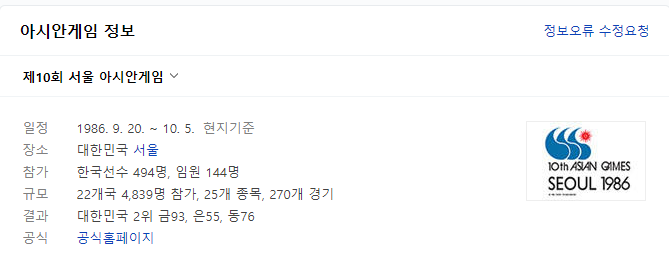 아시안게임 정보
정보오류 수정요청
제10회 서울 아시안게임
일정 1986. 9. 20. ~ 10. 5. 현지기준
장소 대한민국 서울
참가 한국선수 494명, 임원 144명
규모 22개국 4,839명 참가, 25개 종목, 270개 경기
결과 대한민국 2위 금93, 은55, 동76
공식 공식홈페이지
10th ASIAN GAMES
SEOUL 1986